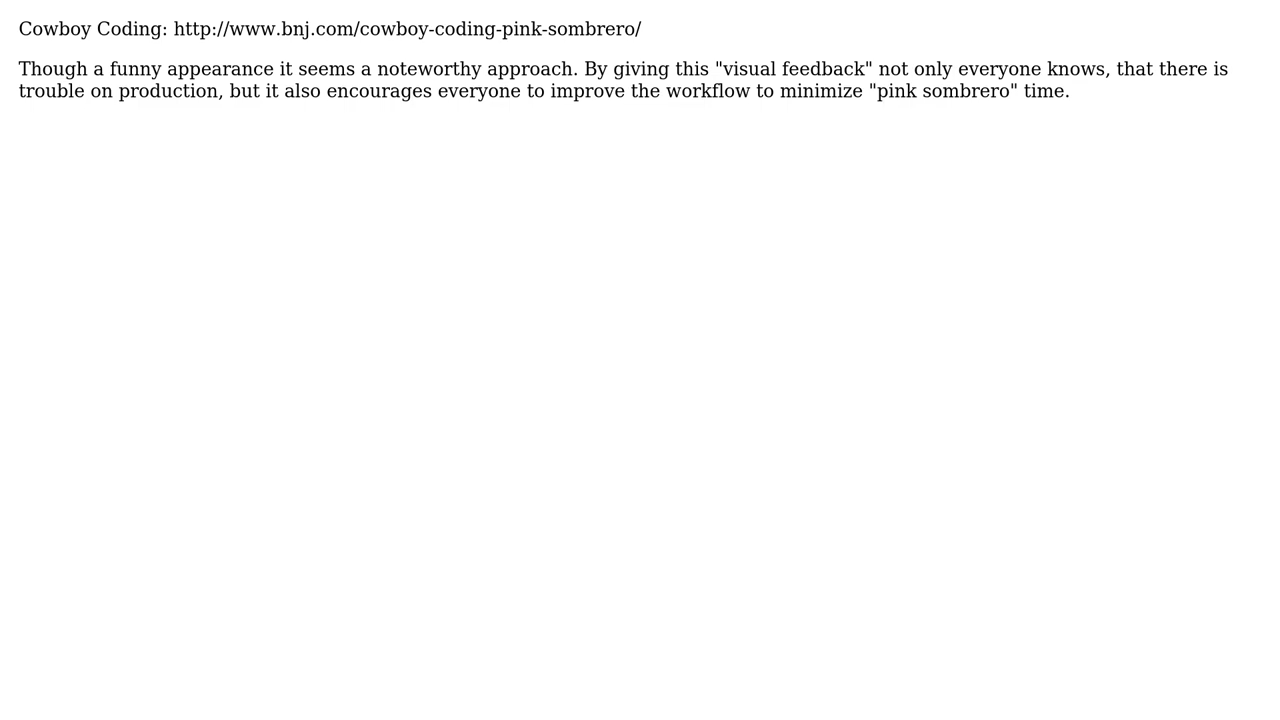 Cowboy Coding: http://www.bnj.com/cowboy-coding-pink-sombrero/
Though a funny appearance it seems a noteworthy approach. By giving this "visual feedback" not only everyone knows, that there is
trouble on production, but it also encourages everyone to improve the workflow to minimize "pink sombrero" time.